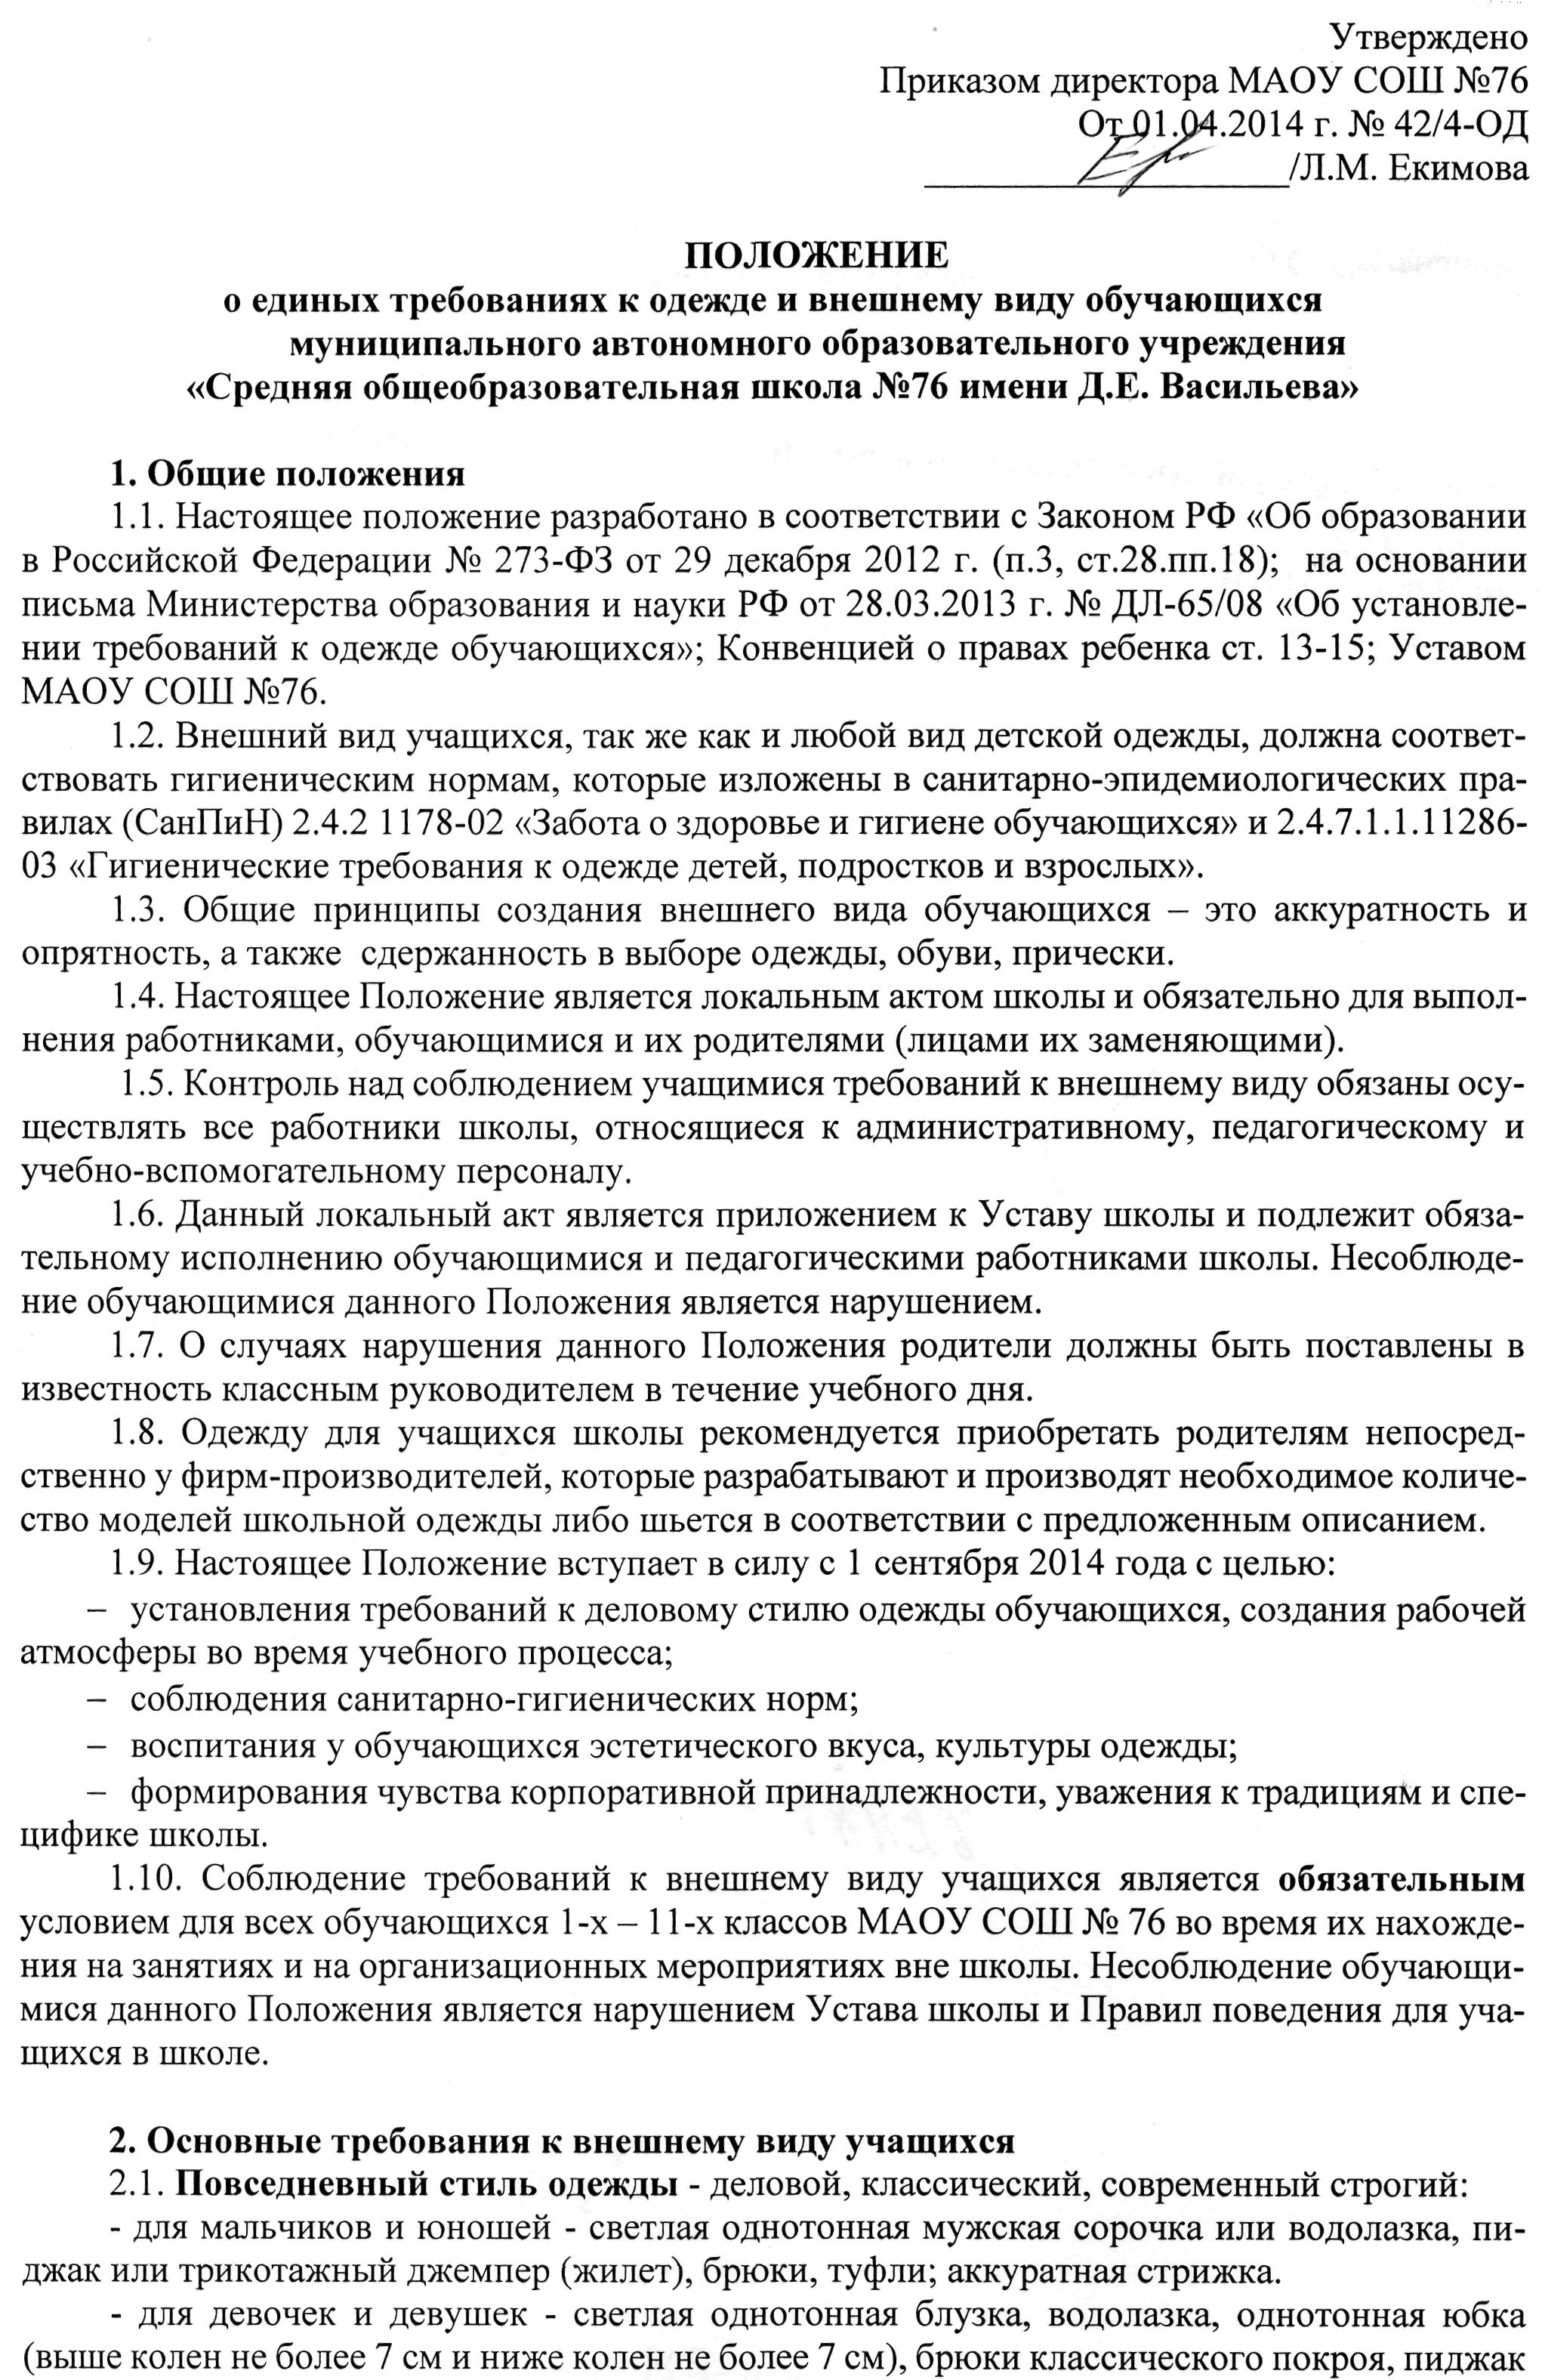 Утверждено
Приказом директора МАОУ СОШ №76
От 01.04.2014 г. № 42/4-ОД
/Л.М. Екимова
ПОЛОЖЕНИЕ
о единых требованиях к одежде и внешнему виду обучающихся
муниципального автономного образовательного учреждения
«Средняя общеобразовательная школа №76 имени Д.Е. Васильева»
1. Общие положения
1.1. Настоящее положение разработано в соответствии с Законом РФ «Об образовании
в Российской Федерации № 273-ФЗ от 29 декабря 2012 г. (п.3, ст.28.пп.18); на основании
письма Министерства образования и науки РФ от 28.03.2013 г. № ДЛ-65/08 «Об установле-
нии требований к одежде обучающихся»; Конвенцией о правах ребенка ст. 13-15; Уставом
МАОУ СОШ №76.
1.2. Внешний вид учащихся, так же как и любой вид детской одежды, должна соответ-
ствовать гигиеническим нормам, которые изложены в санитарно-эпидемиологических пра-
вилах (СанПиН) 2.4.2 1178-02 «Забота о здоровье и гигиене обучающихся» и 2.4.7.1.1.11286-
03 «Гигиенические требования к одежде детей, подростков и взрослых».
1.3. Общие принципы создания внешнего вида обучающихся – это аккуратность и
опрятность, а также сдержанность в выборе одежды, обуви, прически.
1.4. Настоящее Положение является локальным актом школы и обязательно для выпол-
нения работниками, обучающимися и их родителями (лицами их заменяющими).
1.5. Контроль над соблюдением учащимися требований к внешнему виду обязаны осу-
ществлять все работники школы, относящиеся к административному, педагогическому и
учебно-вспомогательному персоналу.
1.6. Данный локальный акт является приложением к Уставу школы и подлежит обяза-
тельному исполнению обучающимися и педагогическими работниками школы. Несоблюде-
ние обучающимися данного Положения является нарушением.
1.7. О случаях нарушения данного Положения родители должны быть поставлены в
известность классным руководителем в течение учебного дня.
1.8. Одежду для учащихся школы рекомендуется приобретать родителям непосред-
ственно у фирм-производителей, которые разрабатывают и производят необходимое количе-
ство моделей школьной одежды либо шьется в соответствии с предложенным описанием.
1.9. Настоящее Положение вступает в силу с 1 сентября 2014 года с целью:
– установления требований к деловому стилю одежды обучающихся, создания рабочей
атмосферы во время учебного процесса;
– соблюдения санитарно-гигиенических норм;
– воспитания у обучающихся эстетического вкуса, культуры одежды;
– формирования чувства корпоративной принадлежности, уважения к традициям и спе-
цифике школы.
1.10. Соблюдение требований к внешнему виду учащихся является обязательным
условием для всех обучающихся 1-х – 11-х классов МАОУ СОШ № 76 во время их нахожде-
ния на занятиях и на организационных мероприятиях вне школы. Несоблюдение обучающи-
мися данного Положения является нарушением Устава школы и Правил поведения для уча-
щихся в школе.
2. Основные требования к внешнему виду учащихся
2.1. Повседневный стиль одежды - деловой, классический, современный строгий:
- для мальчиков и юношей - светлая однотонная мужская сорочка или водолазка, пи-
джак или трикотажный джемпер (жилет), брюки, туфли; аккуратная стрижка.
- для девочек и девушек - светлая однотонная блузка, водолазка, однотонная юбка
(выше колен не более 7 см и ниже колен не более 7 см), брюки классического покроя, пиджак